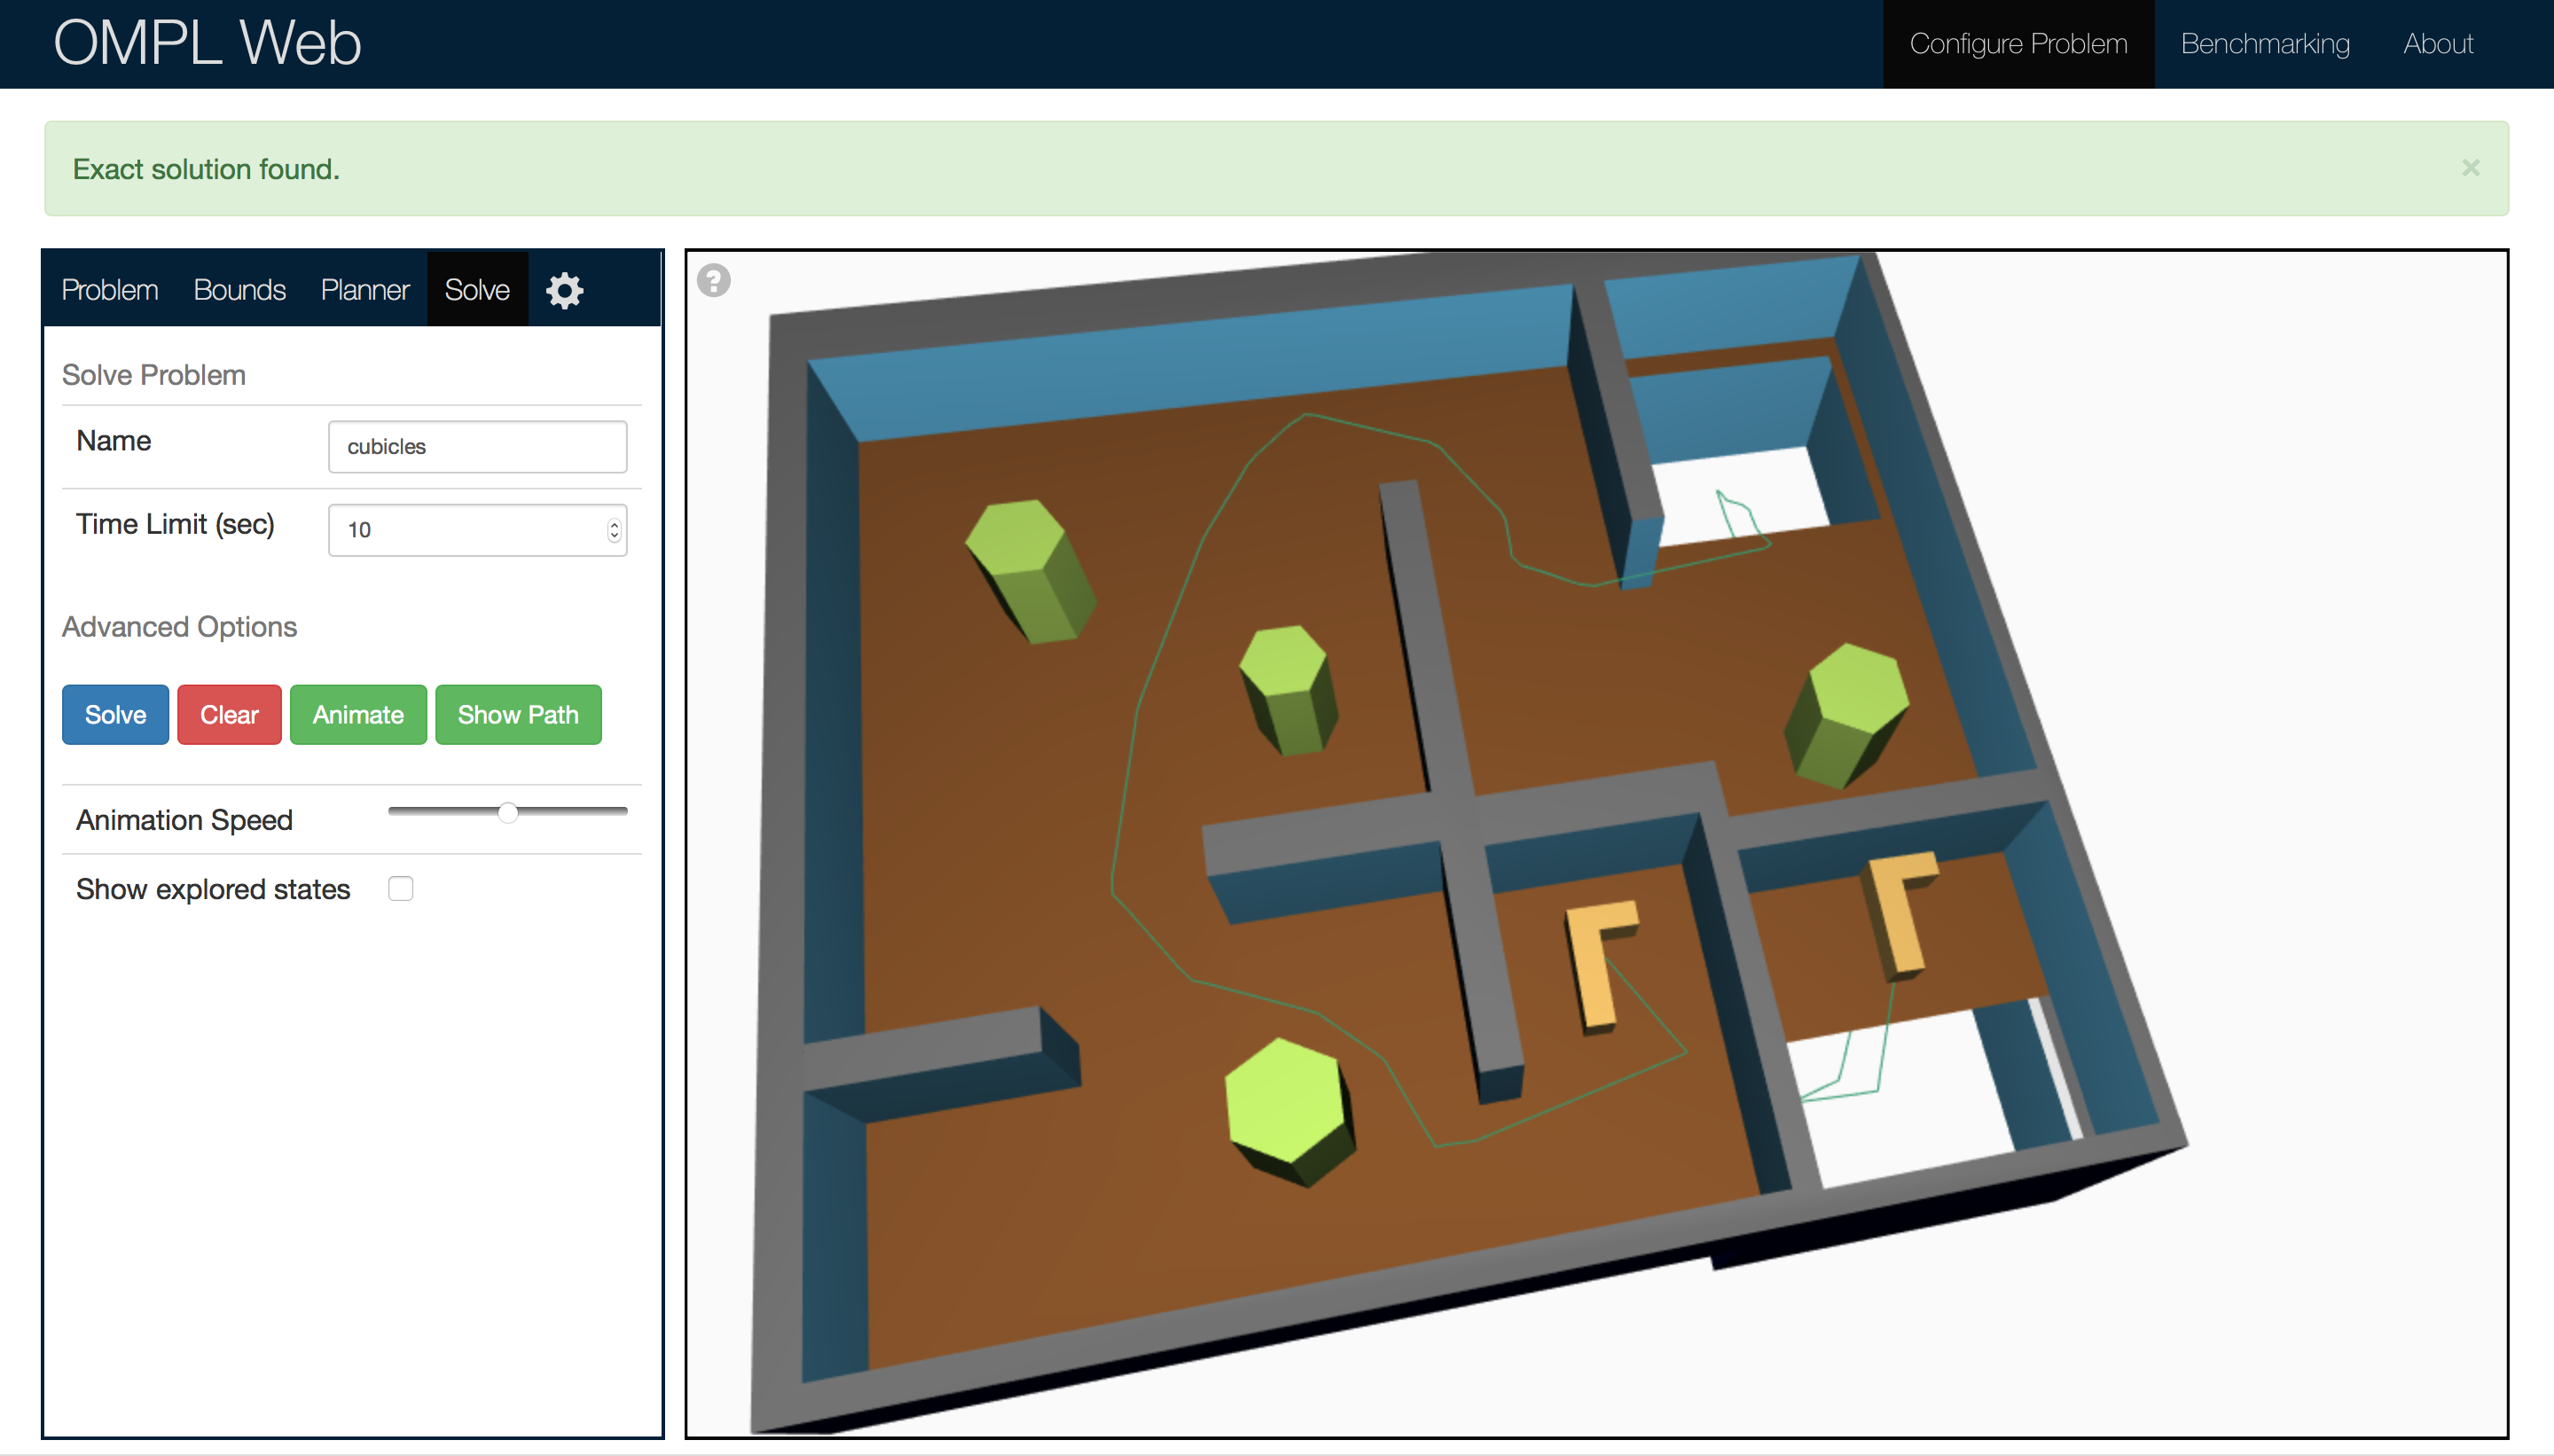 OMPL Web
Configure Problem Benchmarking About
Exact solution found.
×
Problem Bounds Planner Solve
?
Solve Problem
Name cubicles
Time Limit (sec) 10
Advanced Options
Solve Clear Animate Show Path
Animation Speed
Show explored states